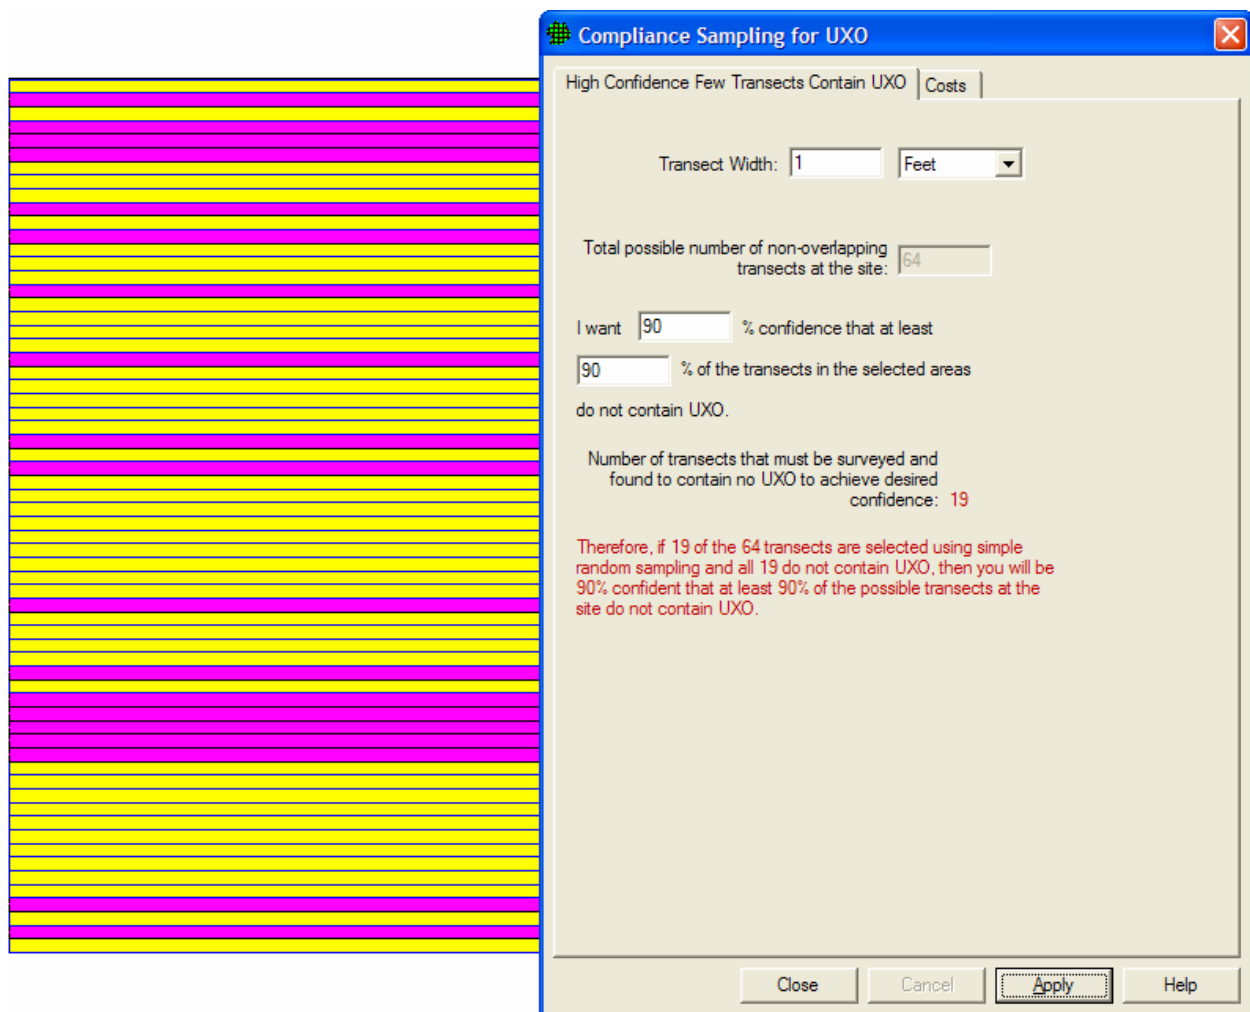 Compliance Sampling for UXO
High Confidence Few Transects Contain UXO
Costs
Transect Width: 1 Feet
Total possible number of non-overlapping
transects at the site: 64
I want 90 % confidence that at least
90 % of the transects in the selected areas
do not contain UXO.
Number of transects that must be surveyed and
found to contain no UXO to achieve desired
confidence: 19
Therefore, if 19 of the 64 transects are selected using simple
random sampling and all 19 do not contain UXO, then you will be
90% confident that at least 90% of the possible transects at the
site do not contain UXO.
Close Cancel Apply Help